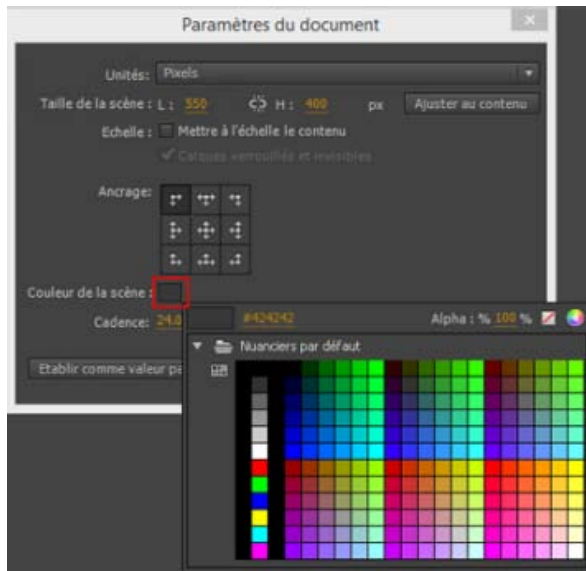 Paramètres du document
Unités: Pixels
Taille de la scène : L : 550 H : 400 px Ajuster au contenu
Echelle : Mettre à l'échelle le contenu
Calques verrouillés et invisibles
Ancrage:
Couleur de la scène :
#424242 Alpha : % 100 %
Cadence: 24.0
Nuanciers par défaut
Etablir comme valeur pa